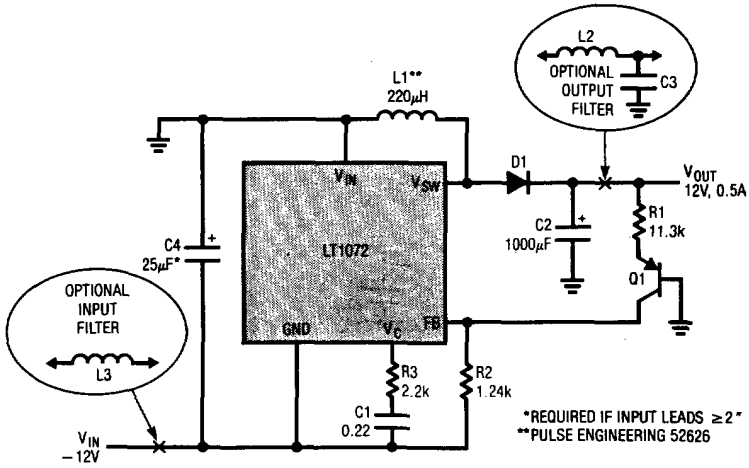 L2
OPTIONAL
OUTPUT
FILTER
C3
L1**
220µH
D1
VOUT
12V, 0.5A
VIN
VSW
R1
11.3k
C4
+
25µF*
LT1072
C2
+
1000µF
Q1
OPTIONAL
INPUT
FILTER
L3
GND
VC
FB
R3
2.2k
R2
1.24k
C1
0.22
VIN
−12V
*REQUIRED IF INPUT LEADS ≥2"
**PULSE ENGINEERING 52626